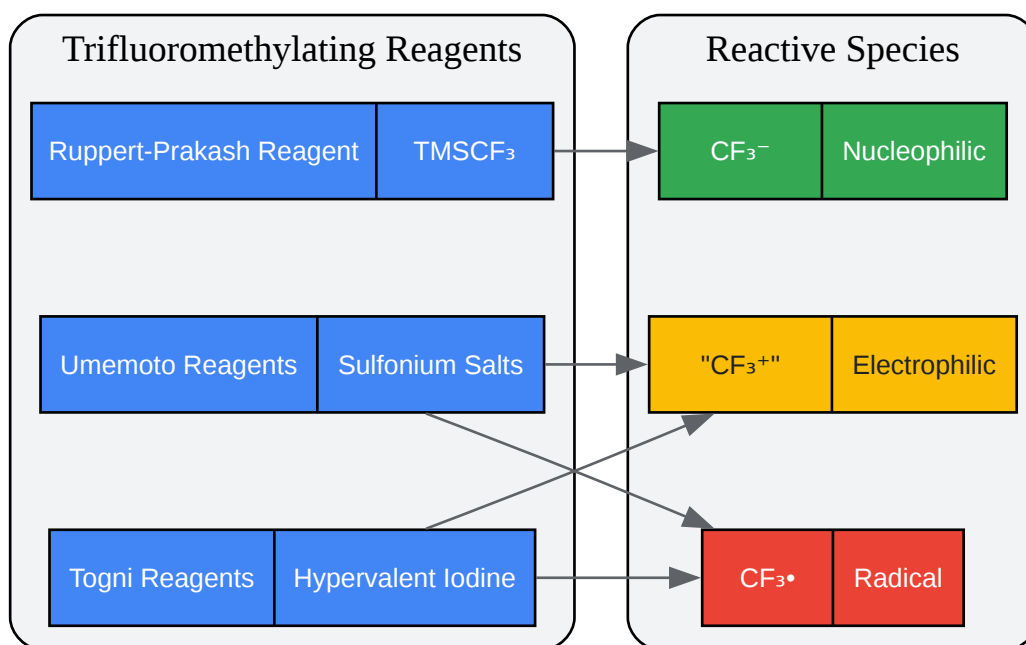 Trifluoromethylating Reagents
Reactive Species
Ruppert-Prakash Reagent
TMSCF₃
CF₃⁻
Nucleophilic
Umemoto Reagents
Sulfonium Salts
"CF₃⁺"
Electrophilic
Togni Reagents
Hypervalent Iodine
CF₃•
Radical